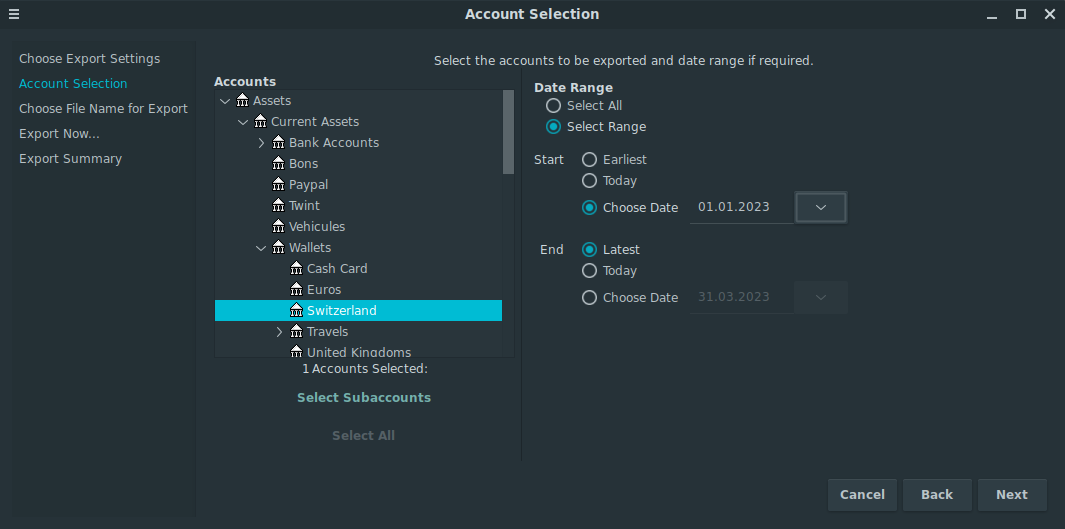 Account Selection
Choose Export Settings
Account Selection
Choose File Name for Export
Export Now...
Export Summary
Select the accounts to be exported and date range if required.
Accounts
Assets
Current Assets
Bank Accounts
Bons
Paypal
Twint
Vehicules
Wallets
Cash Card
Euros
Switzerland
Travels
United Kingdoms
1 Accounts Selected:
Select Subaccounts
Select All
Date Range
Select All
Select Range
Start
Earliest
Today
Choose Date 01.01.2023
End
Latest
Today
Choose Date 31.03.2023
Cancel Back Next